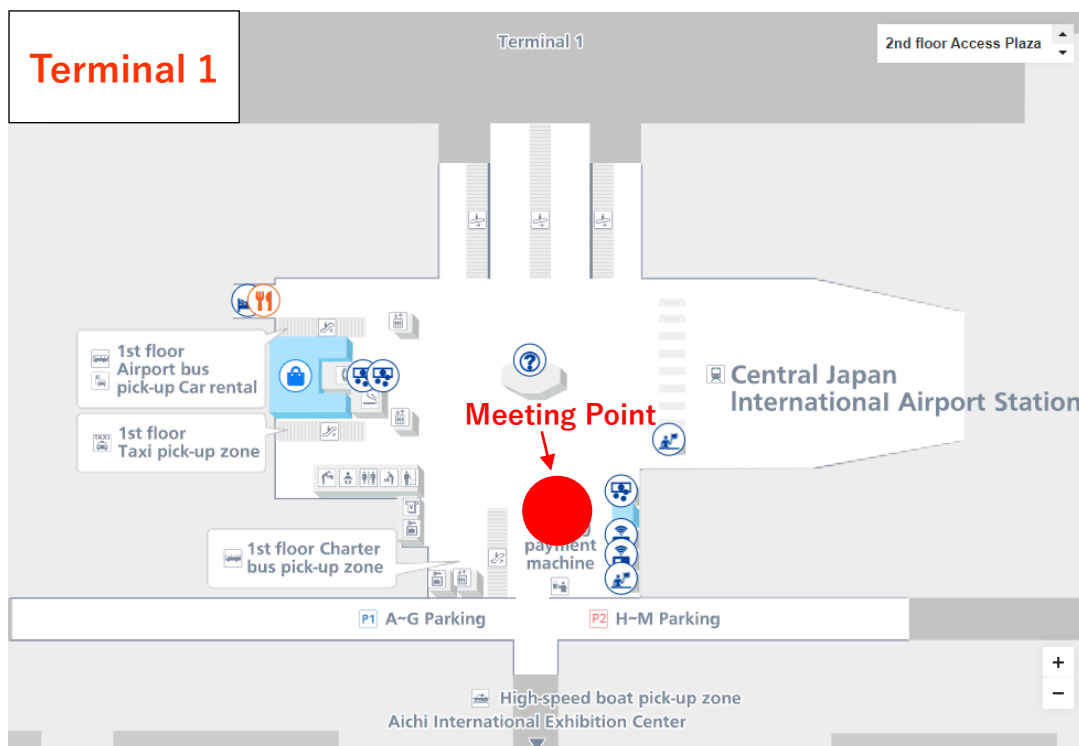 Terminal 1
Terminal 1
2nd floor Access Plaza
1st floor
Airport bus
pick-up Car rental
Central Japan
International Airport Station
Meeting Point
1st floor
Taxi pick-up zone
TAXI
1st floor Charter
bus pick-up zone
payment
machine
P1 A~G Parking
P2 H~M Parking
High-speed boat pick-up zone
Aichi International Exhibition Center
+
−